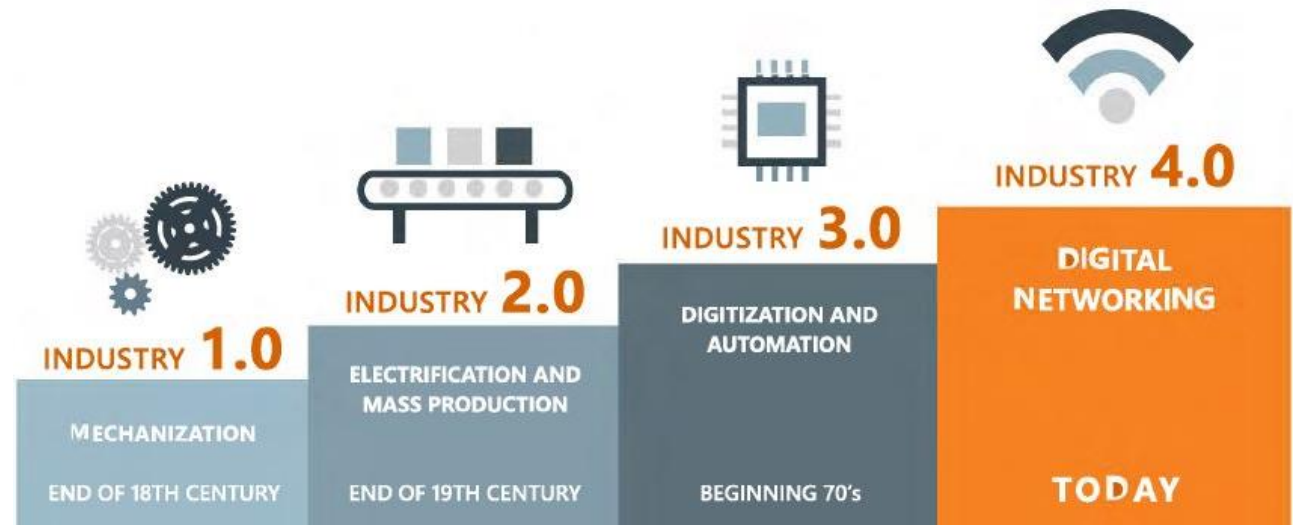 INDUSTRY 1.0
MECHANIZATION
END OF 18TH CENTURY
INDUSTRY 2.0
ELECTRIFICATION AND
MASS PRODUCTION
END OF 19TH CENTURY
INDUSTRY 3.0
DIGITIZATION AND
AUTOMATION
BEGINNING 70's
INDUSTRY 4.0
DIGITAL
NETWORKING
TODAY